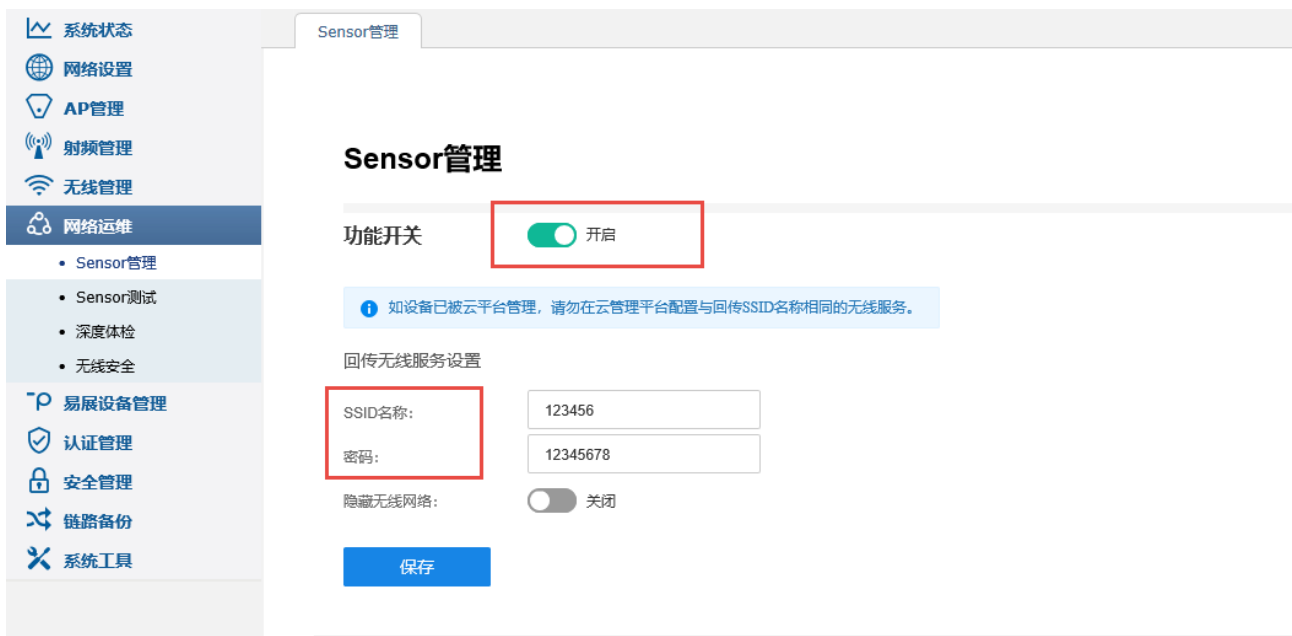 系统状态
网络设置
AP管理
射频管理
无线管理
网络运维
• Sensor管理
• Sensor测试
• 深度体检
• 无线安全
易展设备管理
认证管理
安全管理
链路备份
系统工具
Sensor管理
Sensor管理
功能开关 开启
如设备已被云平台管理，请勿在云管理平台配置与回传SSID名称相同的无线服务。
回传无线服务设置
SSID名称: 123456
密码: 12345678
隐藏无线网络: 关闭
保存